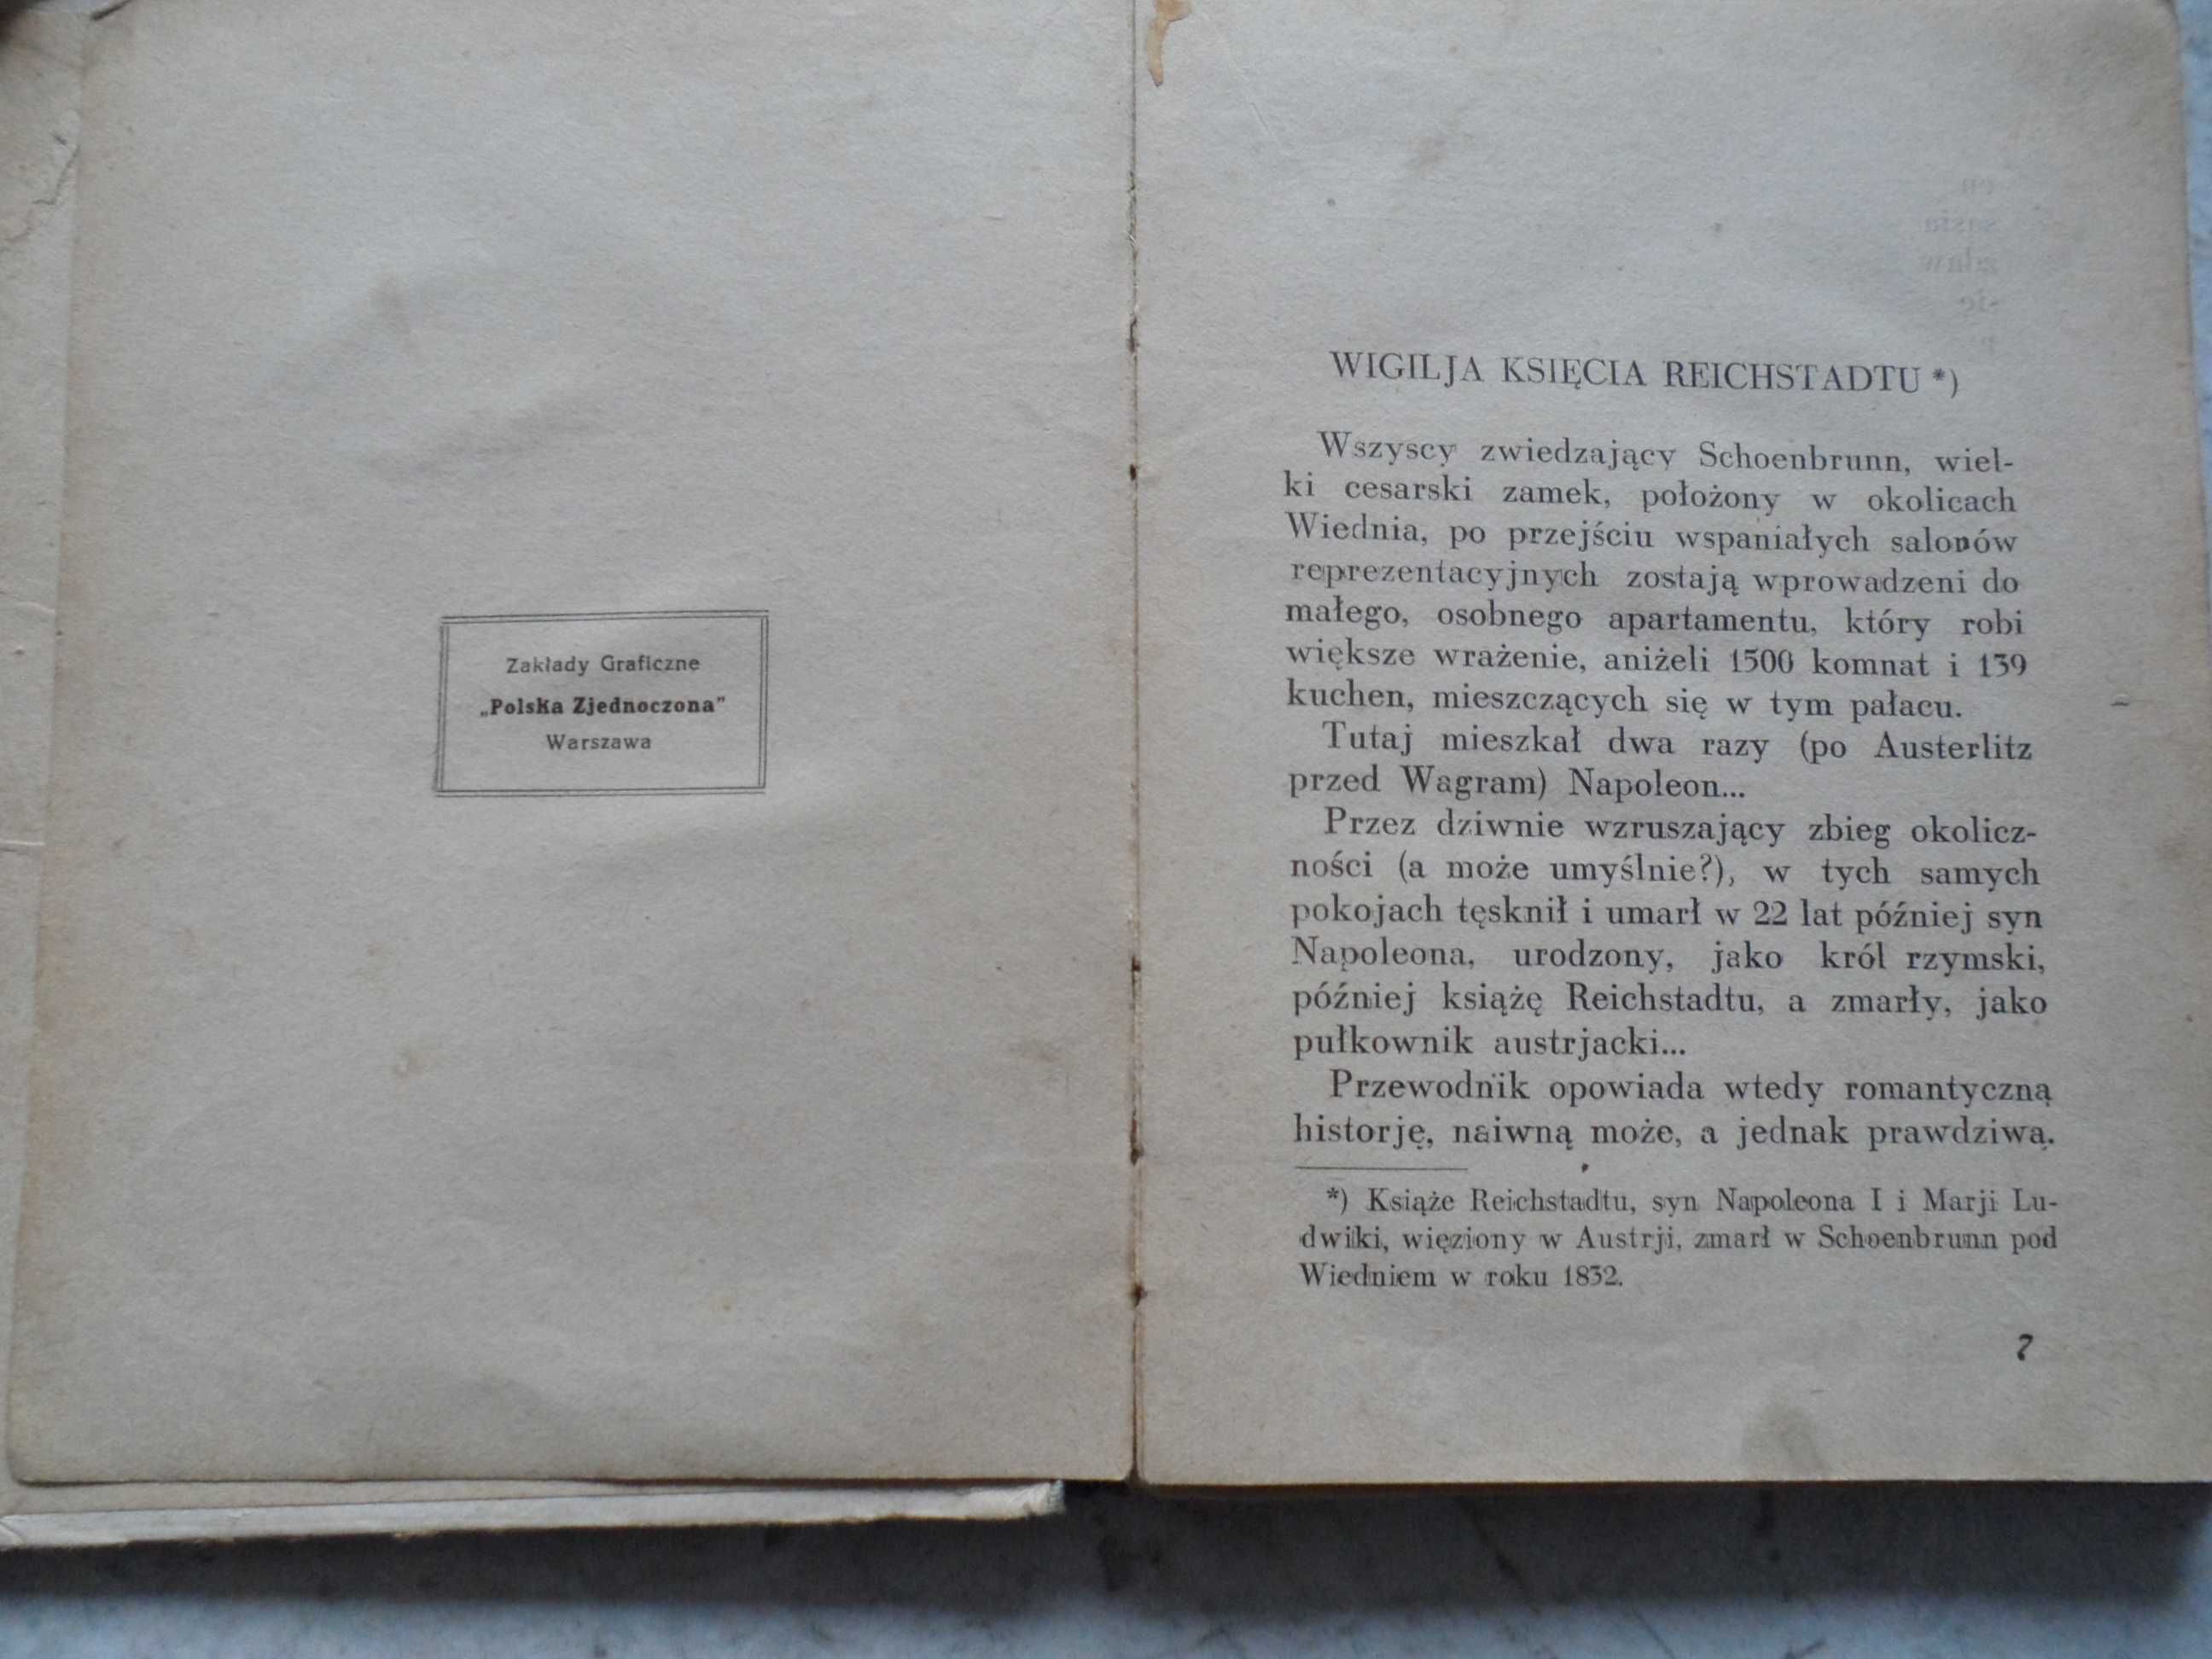 Zakłady Graficzne
„Polska Zjednoczona”
Warszawa
WIGILJA KSIĘCIA REICHSTADTU *)
Wszyscy zwiedzający Schoenbrunn, wiel-
ki cesarski zamek, położony w okolicach
Wiednia, po przejściu wspaniałych salonów
reprezentacyjnych zostają wprowadzeni do
małego, osobnego apartamentu, który robi
większe wrażenie, aniżeli 1500 komnat i 139
kuchen, mieszczących się w tym pałacu.
Tutaj mieszkał dwa razy (po Austerlitz
przed Wagram) Napoleon...
Przez dziwnie wzruszający zbieg okolicz-
ności (a może umyślnie?), w tych samych
pokojach tęsknił i umarł w 22 lat później syn
Napoleona, urodzony, jako król rzymski,
później książę Reichstadtu, a zmarły, jako
pułkownik austrjacki...
Przewodnik opowiada wtedy romantyczną
historję, naiwną może, a jednak prawdziwą.
*) Książe Reichstadtu, syn Napoleona I i Marji Lu-
dwiki, więziony w Austrji, zmarł w Schoenbrunn pod
Wiedniem w roku 1832.
7